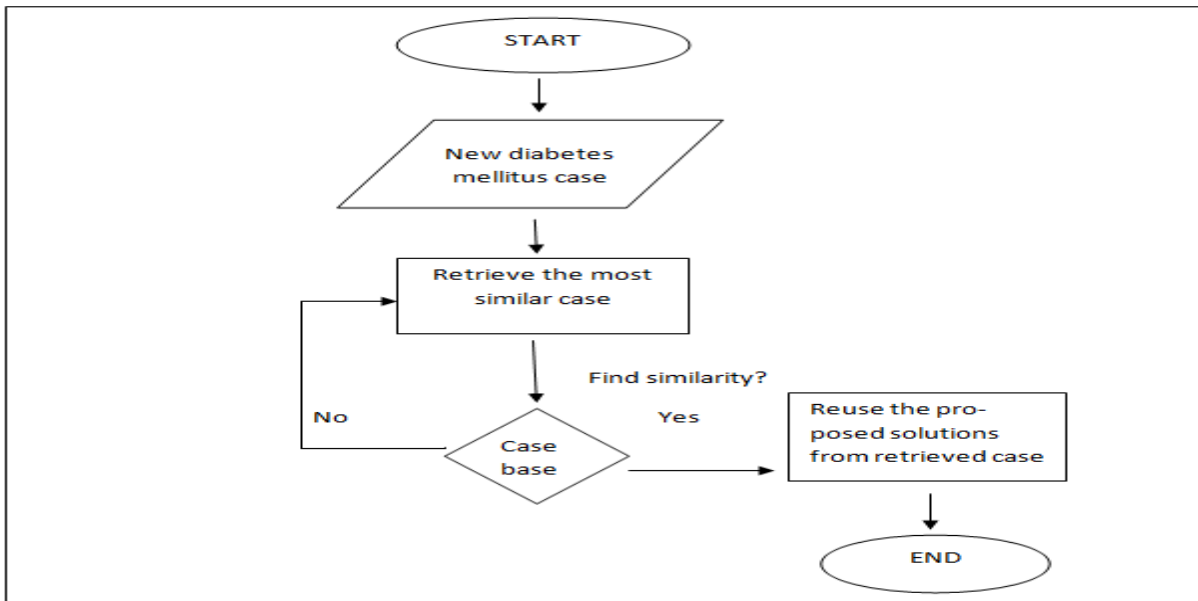 START
New diabetes
mellitus case
Retrieve the most
similar case
Find similarity?
No
Yes
Case
base
Reuse the pro-
posed solutions
from retrieved case
END